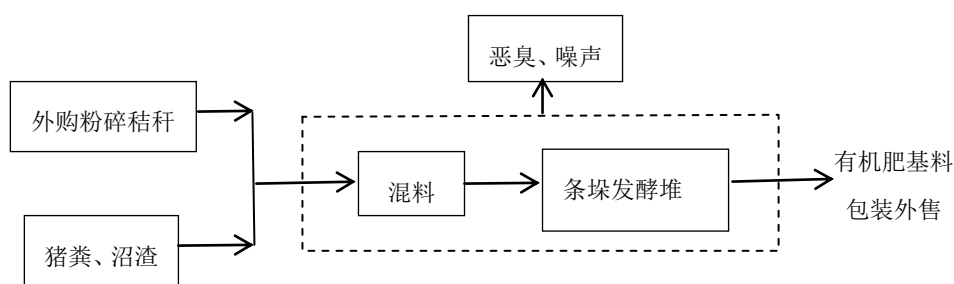 恶臭、噪声
外购粉碎秸秆
混料
条垛发酵堆
有机肥基料
包装外售
猪粪、沼渣